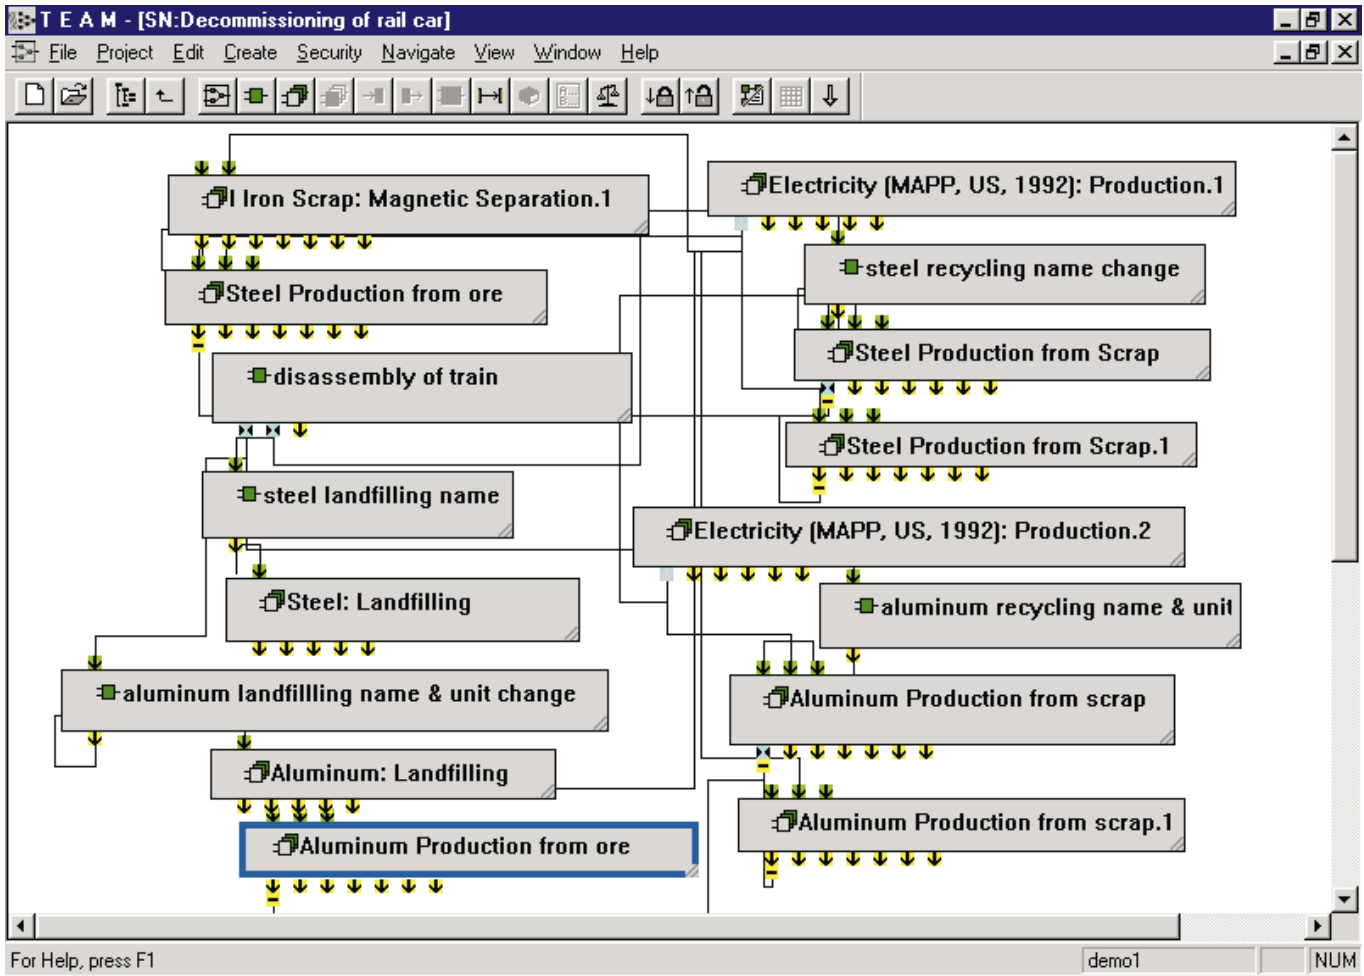 T E A M - [SN:Decommissioning of rail car]
File Project Edit Create Security Navigate View Window Help
I Iron Scrap: Magnetic Separation.1
Electricity (MAPP, US, 1992): Production.1
steel recycling name change
Steel Production from ore
Steel Production from Scrap
disassembly of train
Steel Production from Scrap.1
steel landfilling name
Electricity (MAPP, US, 1992): Production.2
Steel: Landfilling
aluminum recycling name & unit
aluminum landfillling name & unit change
Aluminum Production from scrap
Aluminum: Landfilling
Aluminum Production from scrap.1
Aluminum Production from ore
For Help, press F1
demo1
NUM